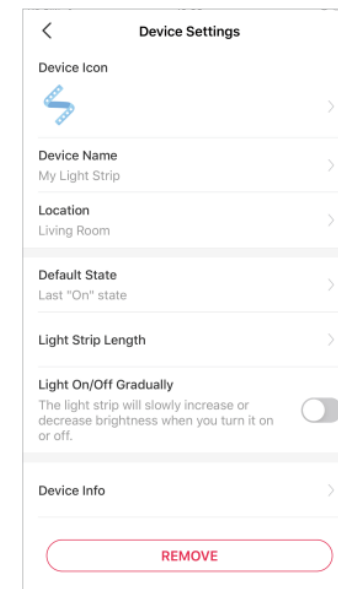 Device Settings
Device Icon
Device Name
My Light Strip
Location
Living Room
Default State
Last "On" state
Light Strip Length
Light On/Off Gradually
The light strip will slowly increase or
decrease brightness when you turn it on
or off.
Device Info
REMOVE